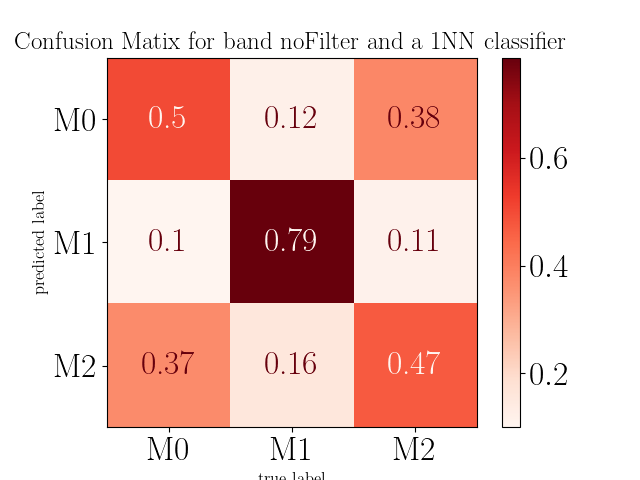 Confusion Matix for band noFilter and a 1NN classifier
M0 0.5 0.12 0.38
0.6
M1 0.1 0.79 0.11
predicted label
0.4
M2 0.37 0.16 0.47
0.2
M0 M1 M2
true label